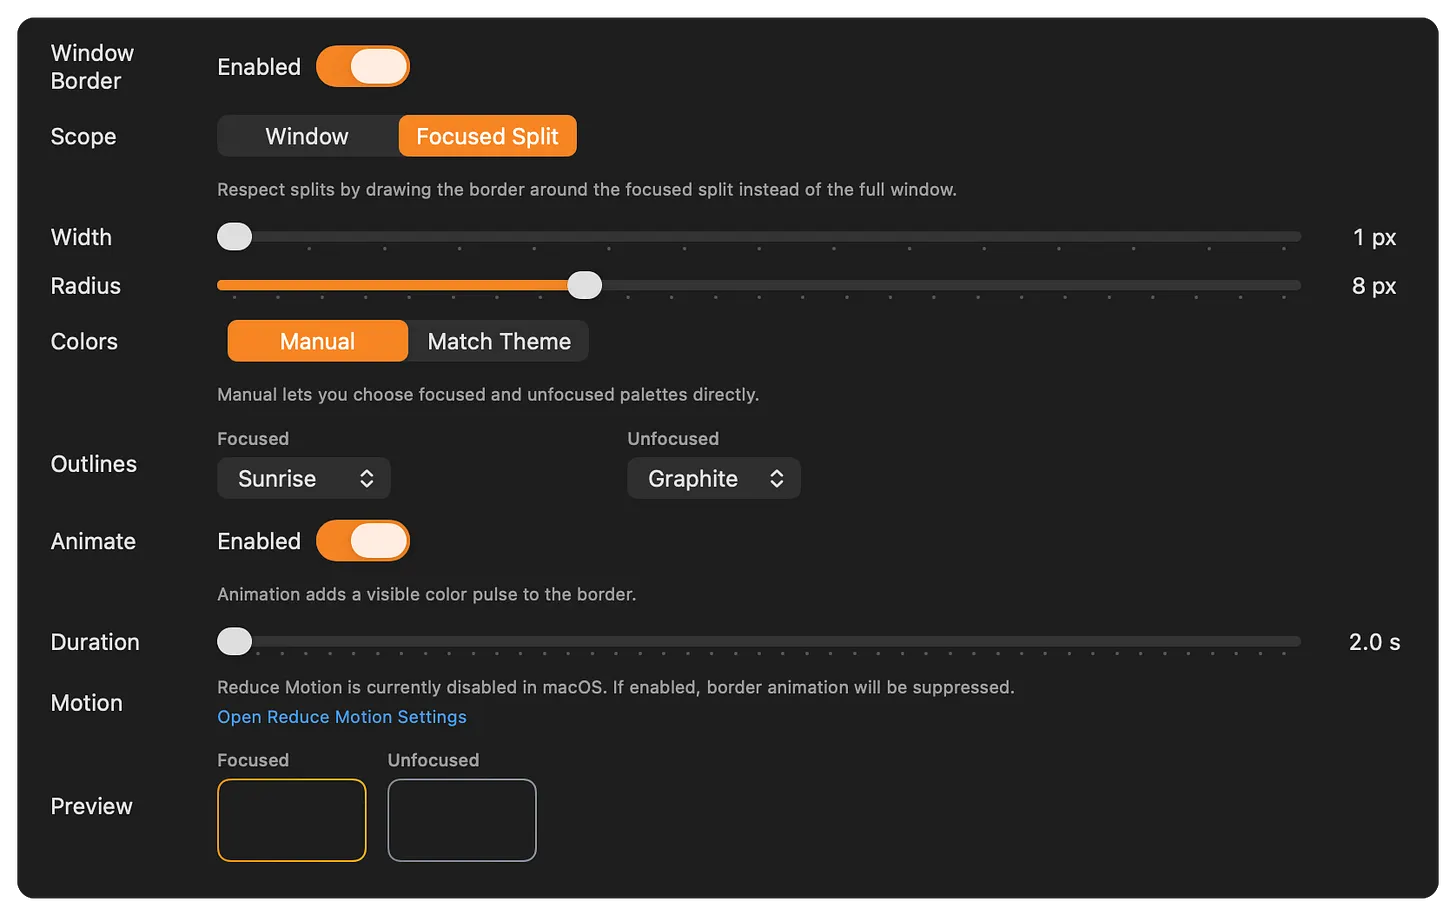 Window
Border
Enabled
Scope
Window
Focused Split
Respect splits by drawing the border around the focused split instead of the full window.
Width
1 px
Radius
8 px
Colors
Manual
Match Theme
Manual lets you choose focused and unfocused palettes directly.
Outlines
Focused
Unfocused
Sunrise
Graphite
Animate
Enabled
Animation adds a visible color pulse to the border.
Duration
2.0 s
Motion
Reduce Motion is currently disabled in macOS. If enabled, border animation will be suppressed.
Open Reduce Motion Settings
Preview
Focused
Unfocused